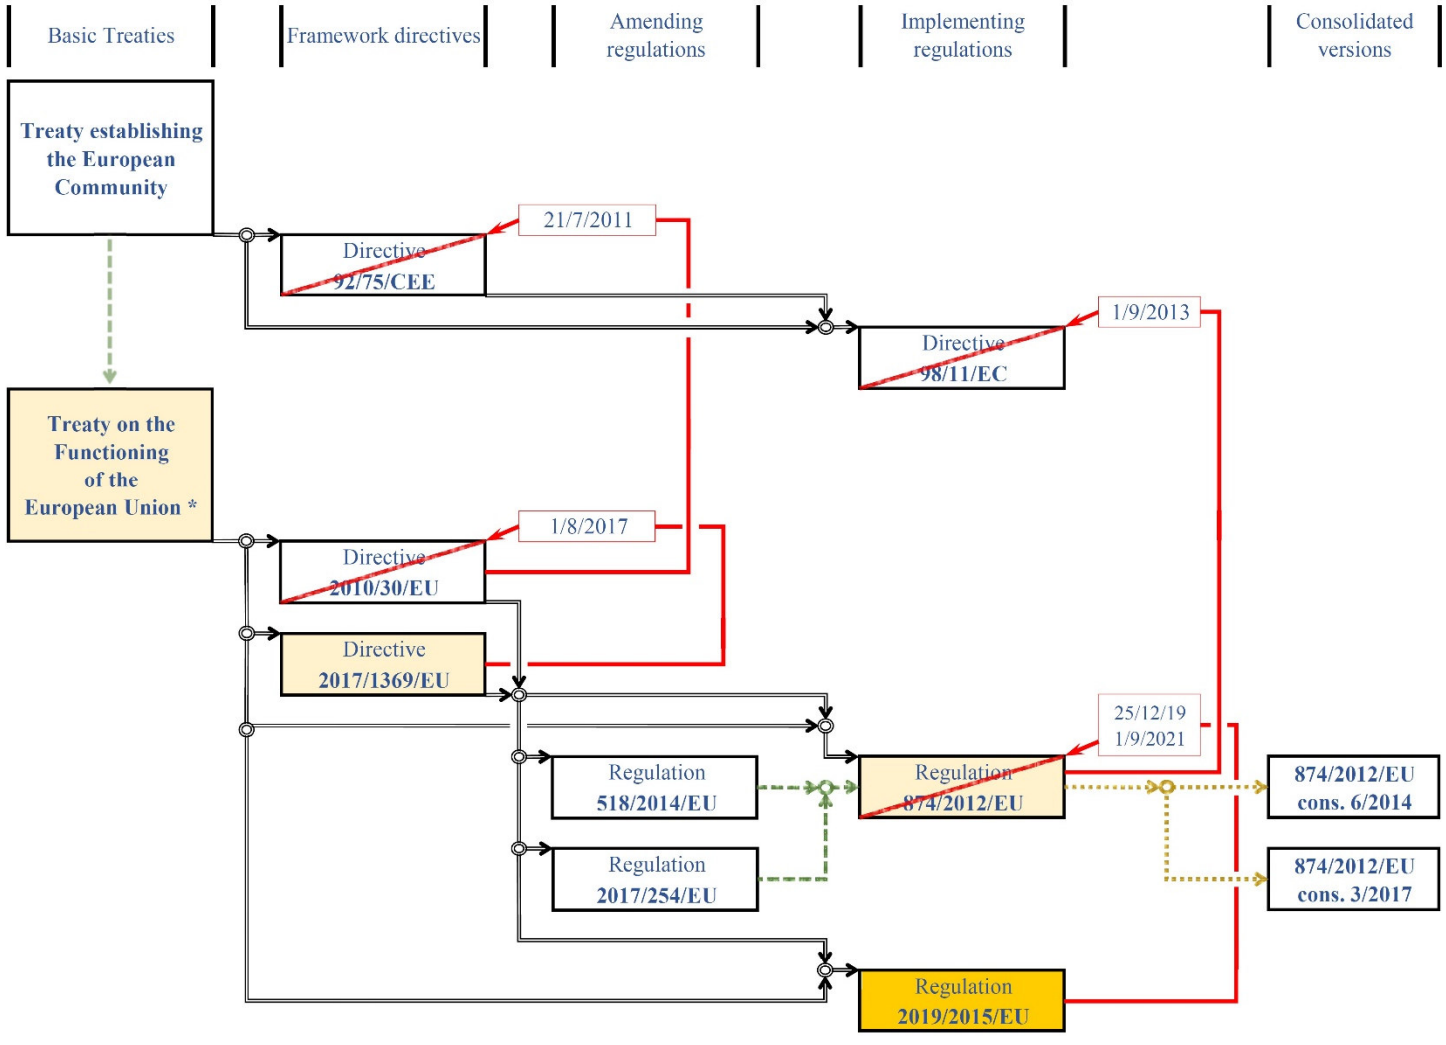 Basic Treaties
Framework directives
Amending
regulations
Implementing
regulations
Consolidated
versions
Treaty establishing
the European
Community
21/7/2011
Directive
92/75/CEE
1/9/2013
Directive
98/11/EC
Treaty on the
Functioning
of the
European Union *
1/8/2017
Directive
2010/30/EU
Directive
2017/1369/EU
25/12/19
1/9/2021
Regulation
518/2014/EU
Regulation
874/2012/EU
874/2012/EU
cons. 6/2014
Regulation
2017/254/EU
874/2012/EU
cons. 3/2017
Regulation
2019/2015/EU